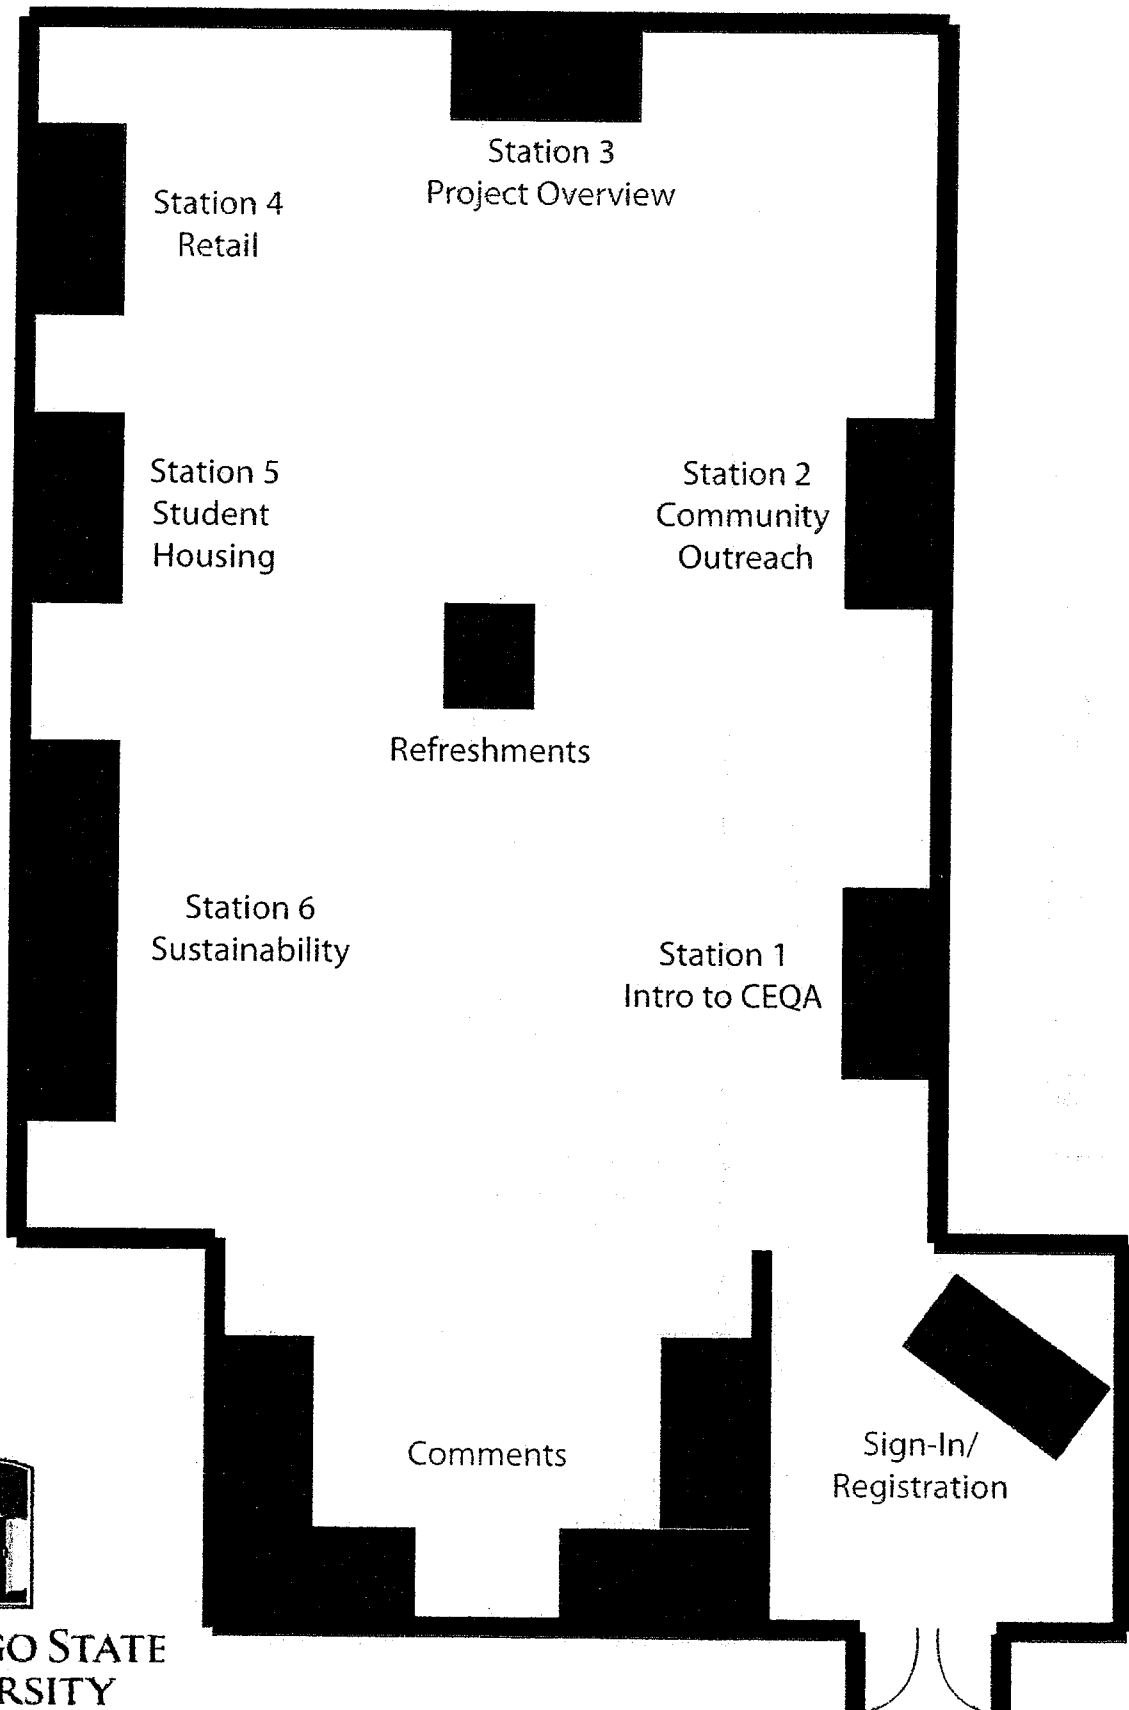 Station 3
Project Overview
Station 4
Retail
Station 5
Student
Housing
Station 2
Community
Outreach
Refreshments
Station 6
Sustainability
Station 1
Intro to CEQA
Comments
Sign-In/
Registration
GO STATE
RSITY